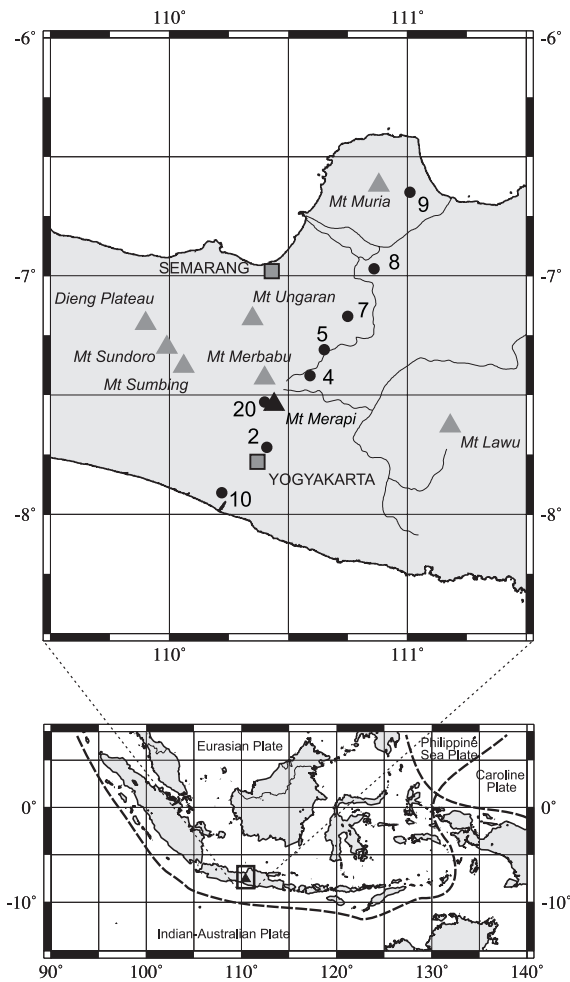 110°
111°
-6°
-6°
Mt Muria
9
8
-7°
-7°
SEMARANG
Dieng Plateau
Mt Ungaran
7
5
Mt Sundoro
Mt Merbabu
Mt Sumbing
4
20
Mt Merapi
2
Mt Lawu
YOGYAKARTA
10
-8°
-8°
110°
111°
Eurasian Plate
Philippine
Sea Plate
Caroline
Plate
0°
0°
-10°
-10°
Indian-Australian Plate
90°
100°
110°
120°
130°
140°